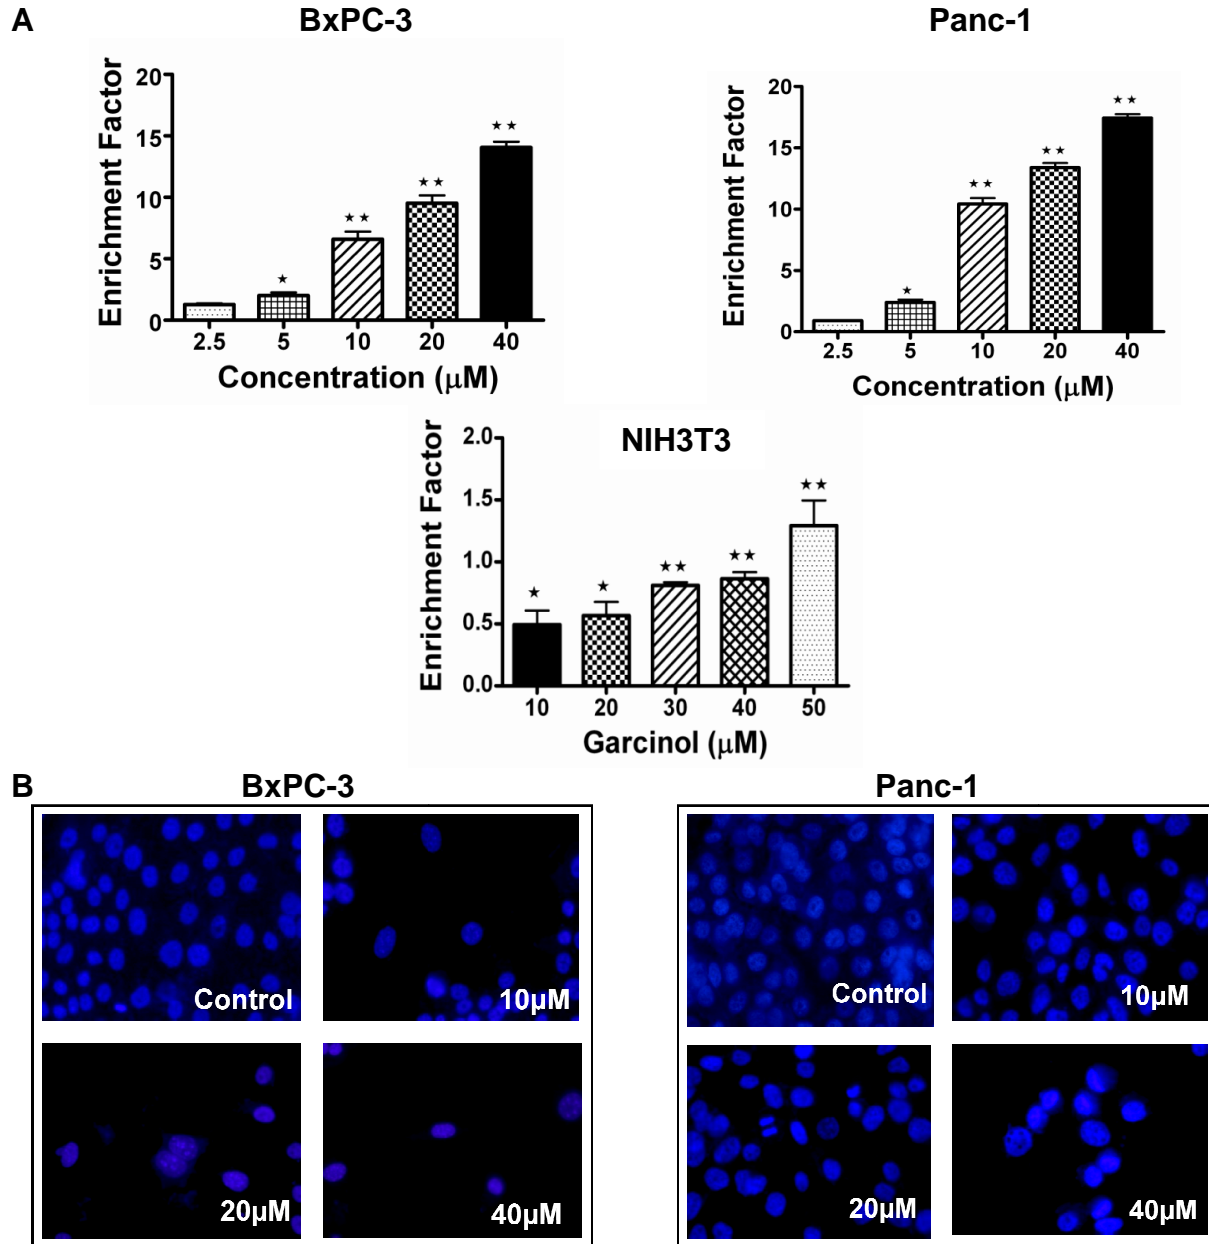 A
BxPC-3
Enrichment Factor
20
15
10
5
0
★
★★
★★
★★
2.5 5 10 20 40
Concentration (μM)
Panc-1
Enrichment Factor
20
15
10
5
0
★
★★
★★
★★
2.5 5 10 20 40
Concentration (μM)
NIH3T3
Enrichment Factor
2.0
1.5
1.0
0.5
0.0
★
★
★★
★★
★★
10 20 30 40 50
Garcinol (μM)
B
BxPC-3
Control
10μM
20μM
40μM
Panc-1
Control
10μM
20μM
40μM